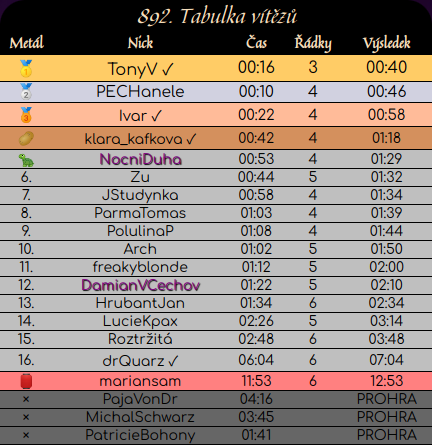 892. Tabulka vítězů
Metál Nick Čas Řádky Výsledek
🥇 TonyV ✓ 00:16 3 00:40
🥈 PECHanele 00:10 4 00:46
🥉 Ivar ✓ 00:22 4 00:58
🥔 klara_kafkova ✓ 00:42 4 01:18
🦕 NocniDuha 00:53 4 01:29
6. Zu 00:44 5 01:32
7. JStudynka 00:58 4 01:34
8. ParmaTomas 01:03 4 01:39
9. PolulinaP 01:08 4 01:44
10. Arch 01:02 5 01:50
11. freakyblonde 01:12 5 02:00
12. DamianVCechov 01:22 5 02:10
13. HrubantJan 01:34 6 02:34
14. LucieKpax 02:26 5 03:14
15. Roztržitá 02:48 6 03:48
16. drQuarz ✓ 06:04 6 07:04
mariansam 11:53 6 12:53
× PajaVonDr 04:16 PROHRA
× MichalSchwarz 03:45 PROHRA
× PatricieBohony 01:41 PROHRA